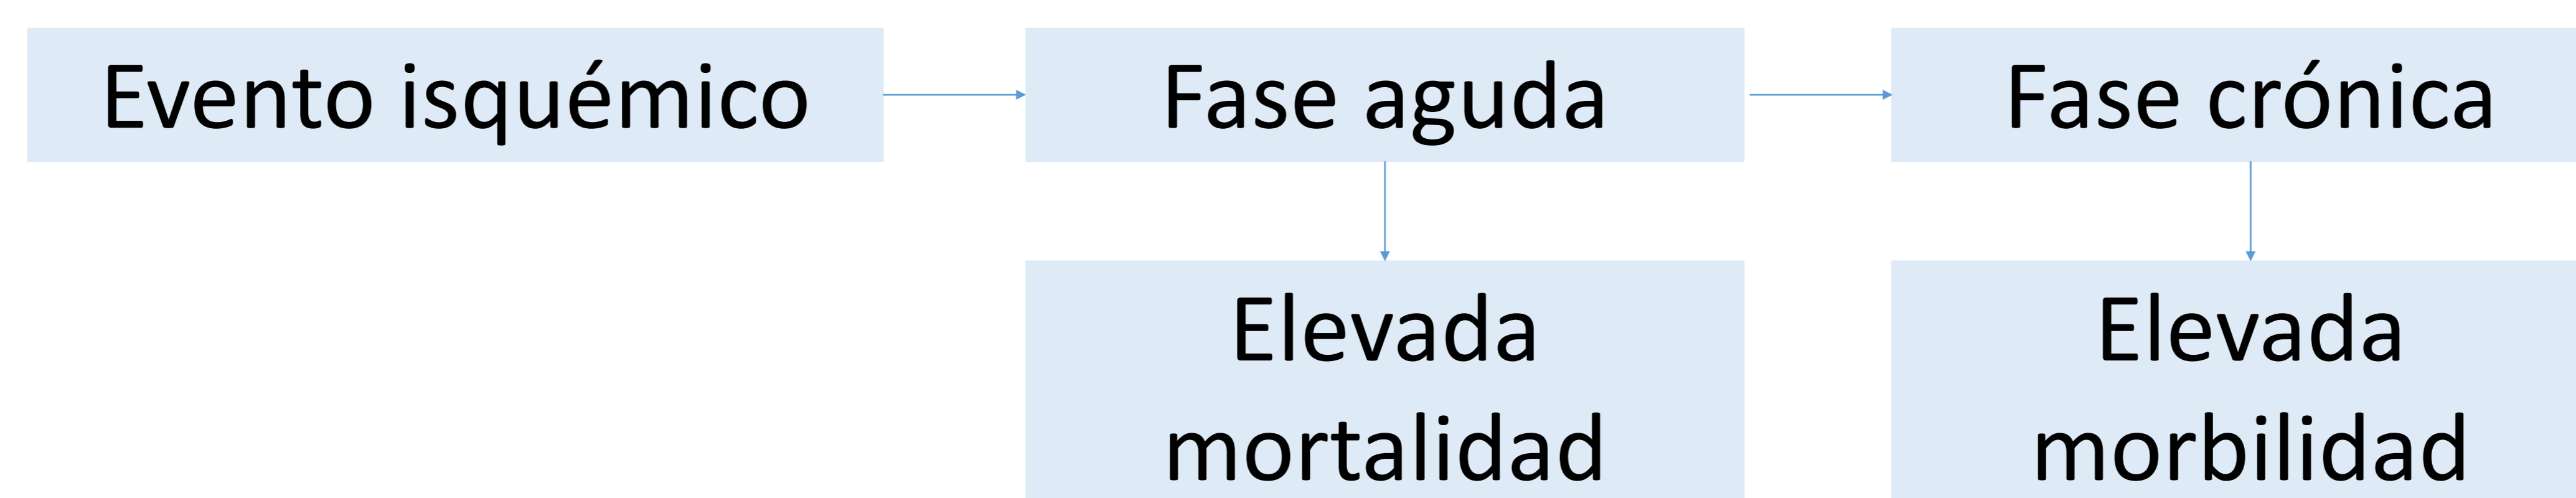 Evento isquémico
Fase aguda
Fase crónica
Elevada
mortalidad
Elevada
morbilidad